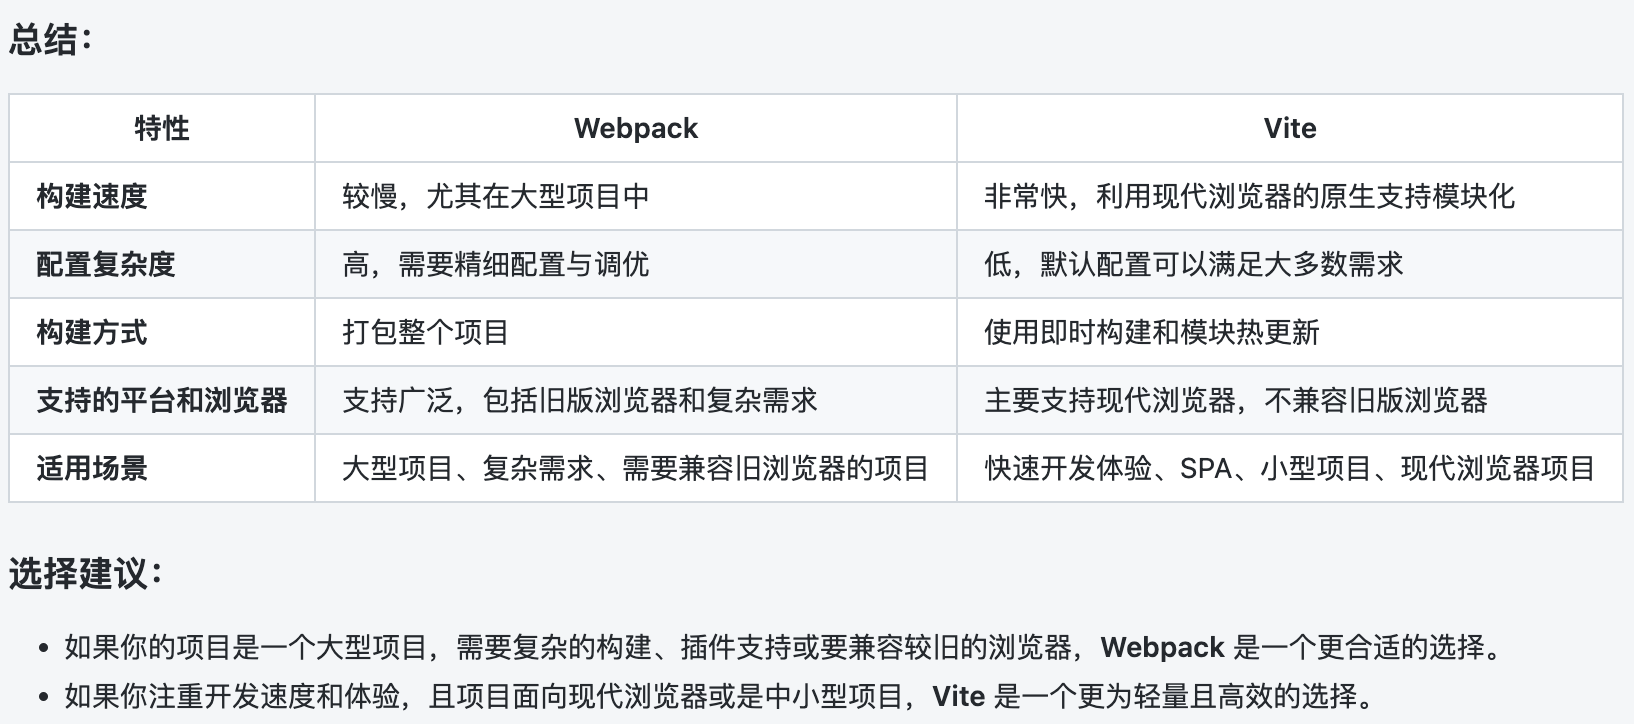 总结：
特性 Webpack Vite
构建速度 较慢，尤其在大型项目中 非常快，利用现代浏览器的原生支持模块化
配置复杂度 高，需要精细配置与调优 低，默认配置可以满足大多数需求
构建方式 打包整个项目 使用即时构建和模块热更新
支持的平台和浏览器 支持广泛，包括旧版浏览器和复杂需求 主要支持现代浏览器，不兼容旧版浏览器
适用场景 大型项目、复杂需求、需要兼容旧浏览器的项目 快速开发体验、SPA、小型项目、现代浏览器项目
选择建议：
• 如果你的项目是一个大型项目，需要复杂的构建、插件支持或要兼容较旧的浏览器，Webpack 是一个更合适的选择。
• 如果你注重开发速度和体验，且项目面向现代浏览器或是中小型项目，Vite 是一个更为轻量且高效的选择。